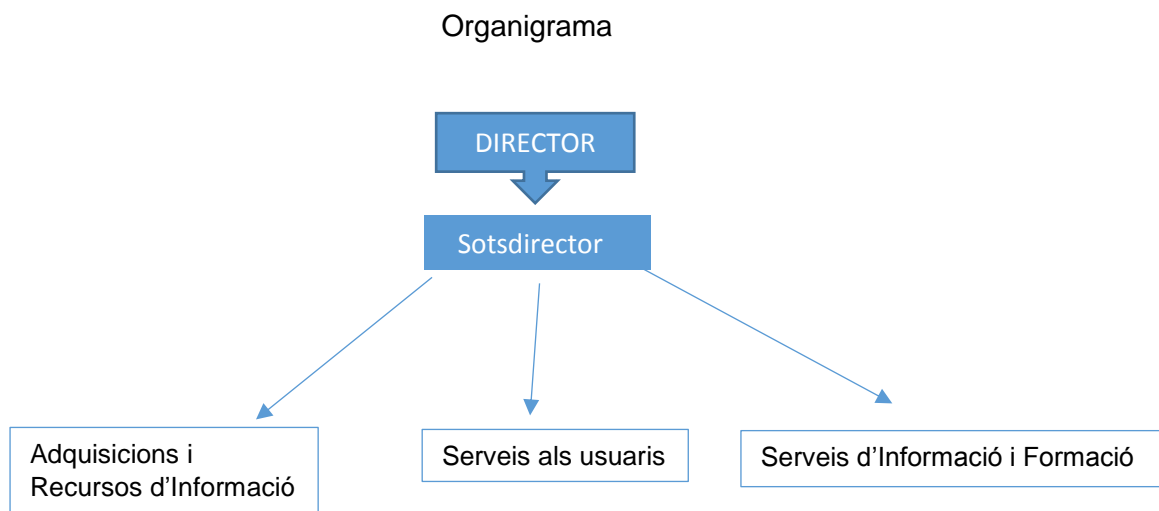 Organigrama
DIRECTOR
Sotsdirector
Adquisicions i
Recursos d’Informació
Serveis als usuaris
Serveis d’Informació i Formació